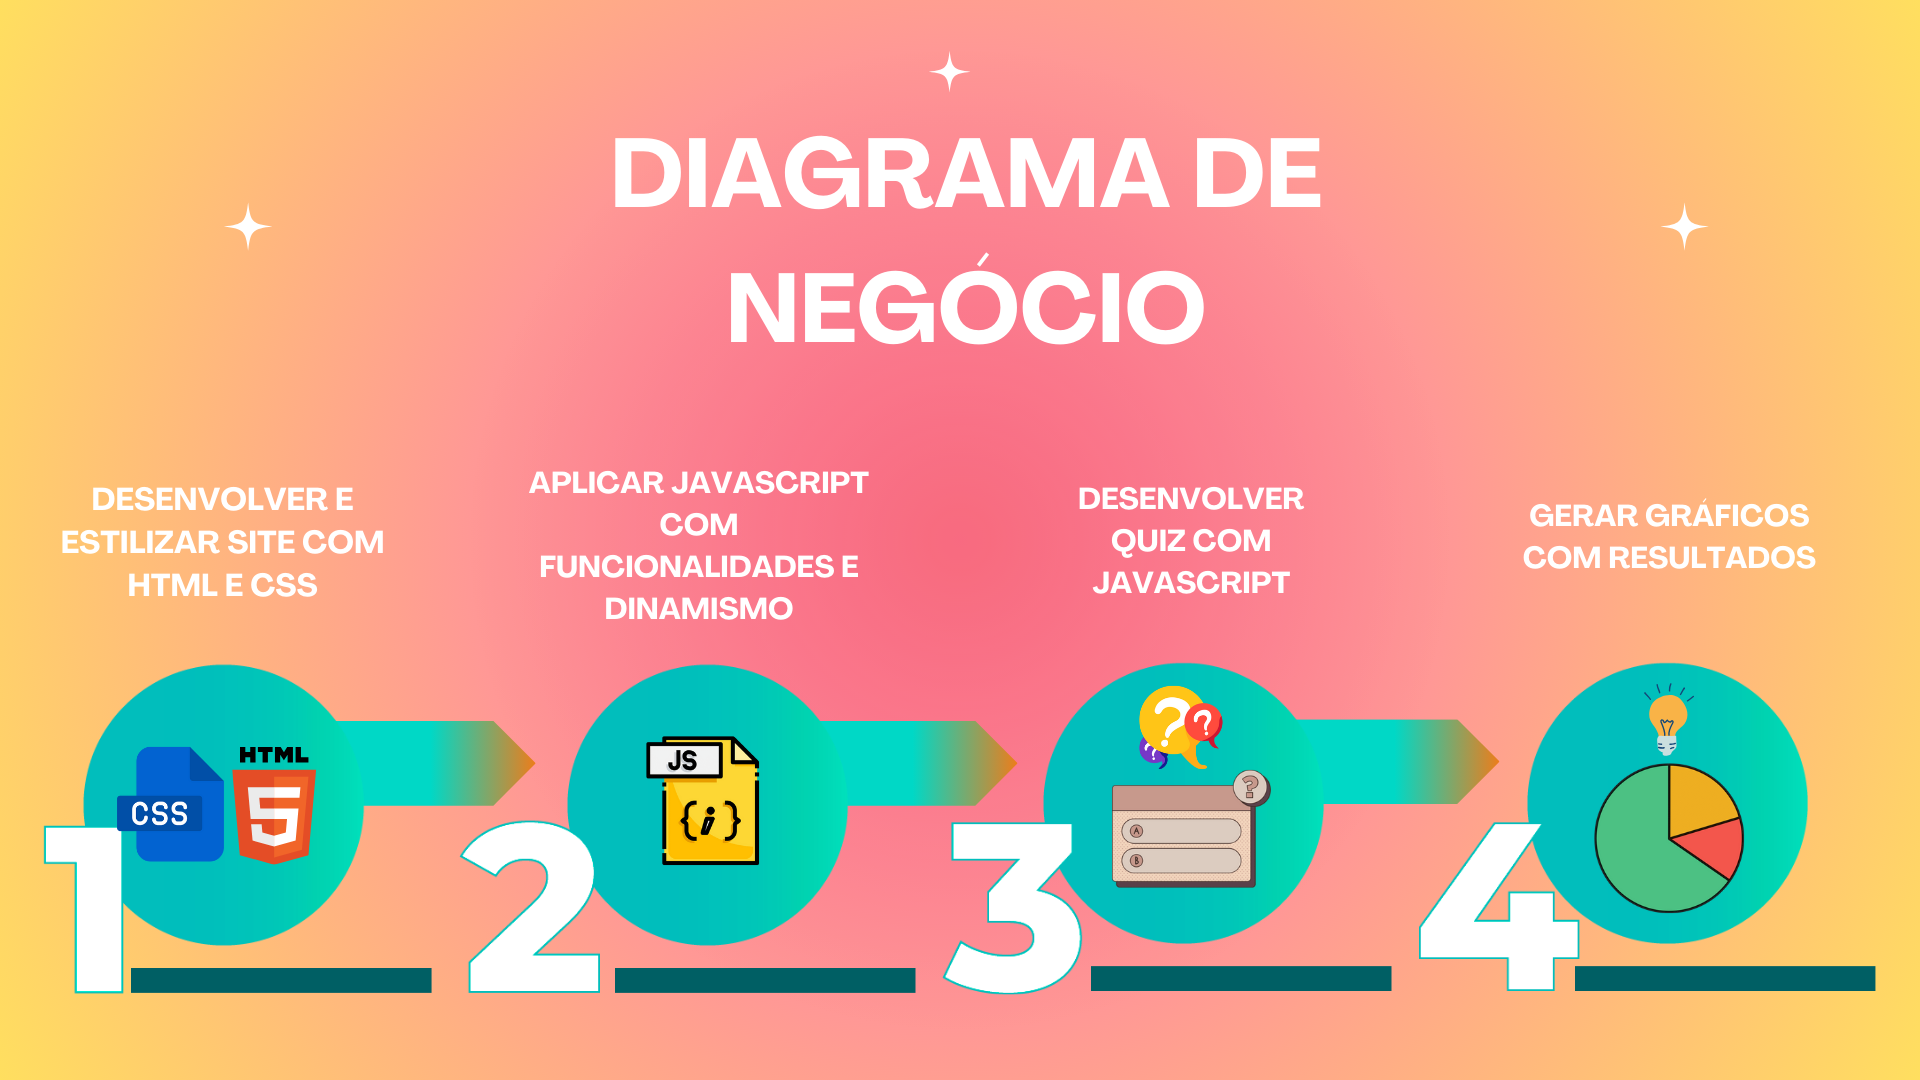 DIAGRAMA DE
NEGÓCIO
DESENVOLVER E
ESTILIZAR SITE COM
HTML E CSS
APLICAR JAVASCRIPT
COM
FUNCIONALIDADES E
DINAMISMO
DESENVOLVER
QUIZ COM
JAVASCRIPT
GERAR GRÁFICOS
COM RESULTADOS
CSS
HTML
5
1
JS
{i}
2
? ? ?
?
A
B
3
4